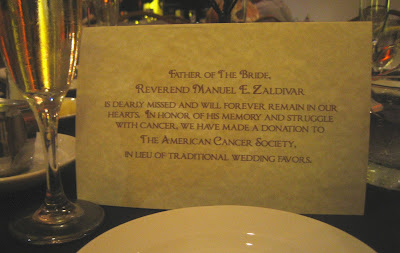 Father of The Bride,
Reverend Manuel E. Zaldivar
is dearly missed and will forever remain in our
hearts. In honor of his memory and struggle
with cancer, we have made a donation to
The American Cancer Society,
in lieu of traditional wedding favors.